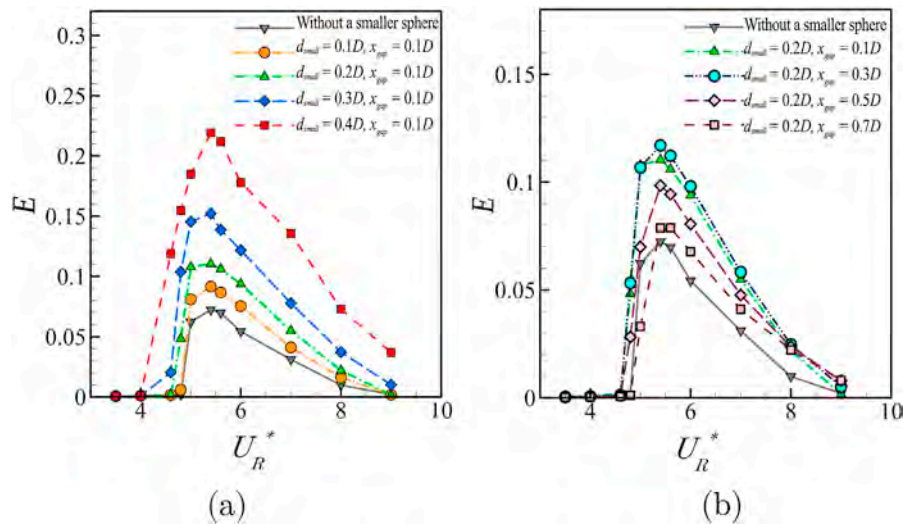 Without a smaller sphere
d_small = 0.1D, x_gap = 0.1D
d_small = 0.2D, x_gap = 0.1D
d_small = 0.3D, x_gap = 0.1D
d_small = 0.4D, x_gap = 0.1D
0.3
0.25
0.2
0.15
0.1
0.05
0
E
4 6 8 10
U_R^*
(a)
Without a smaller sphere
d_small = 0.2D, x_gap = 0.1D
d_small = 0.2D, x_gap = 0.3D
d_small = 0.2D, x_gap = 0.5D
d_small = 0.2D, x_gap = 0.7D
0.15
0.1
0.05
0
E
4 6 8 10
U_R^*
(b)